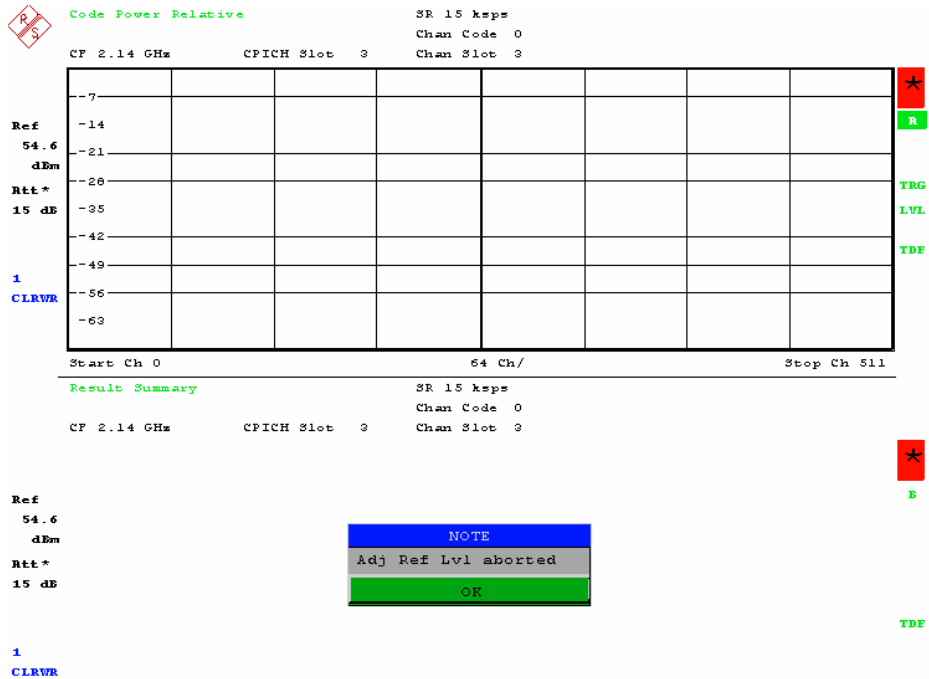 R S
Code Power Relative
SR 15 ksps
Chan Code 0
CF 2.14 GHz CPICH Slot 3 Chan Slot 3
-7
-14
-21
-28
-35
-42
-49
-56
-63
Ref
54.6
dBm
Att*
15 dB
1
CLRWR
*
A
TRG
LVL
TDF
Start Ch 0 64 Ch/ Stop Ch 511
Result Summary
SR 15 ksps
Chan Code 0
CF 2.14 GHz CPICH Slot 3 Chan Slot 3
Ref
54.6
dBm
Att*
15 dB
1
CLRWR
*
B
TDF
NOTE
Adj Ref Lvl aborted
OK